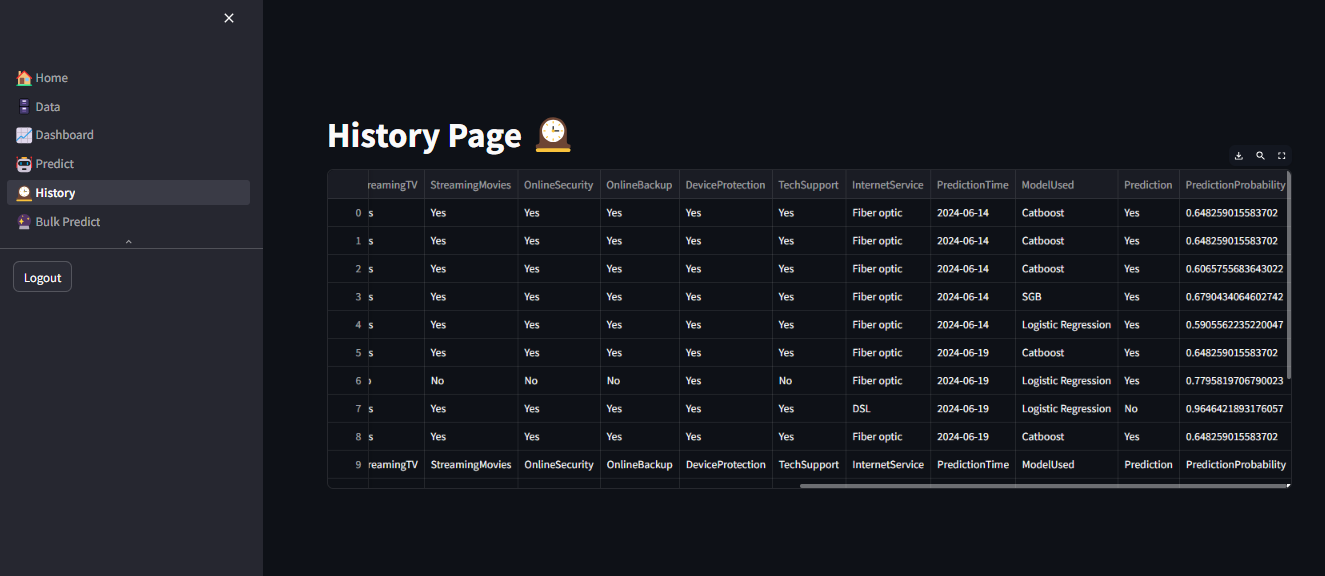 Home
Data
Dashboard
Predict
History
Bulk Predict
Logout
History Page
reamingTV StreamingMovies OnlineSecurity OnlineBackup DeviceProtection TechSupport InternetService PredictionTime ModelUsed Prediction PredictionProbability
0 s Yes Yes Yes Yes Yes Fiber optic 2024-06-14 Catboost Yes 0.648259015583702
1 s Yes Yes Yes Yes Yes Fiber optic 2024-06-14 Catboost Yes 0.648259015583702
2 s Yes Yes Yes Yes Yes Fiber optic 2024-06-14 Catboost Yes 0.6065755683643022
3 s Yes Yes Yes Yes Yes Fiber optic 2024-06-14 SGB Yes 0.6790434064602742
4 s Yes Yes Yes Yes Yes Fiber optic 2024-06-14 Logistic Regression Yes 0.5905562235220047
5 s Yes Yes Yes Yes Yes Fiber optic 2024-06-19 Catboost Yes 0.648259015583702
6 No No No Yes No Fiber optic 2024-06-19 Logistic Regression Yes 0.7795819706790023
7 s Yes Yes Yes Yes Yes DSL 2024-06-19 Logistic Regression No 0.9646421893176057
8 s Yes Yes Yes Yes Yes Fiber optic 2024-06-19 Catboost Yes 0.648259015583702
9 reamingTV StreamingMovies OnlineSecurity OnlineBackup DeviceProtection TechSupport InternetService PredictionTime ModelUsed Prediction PredictionProbability